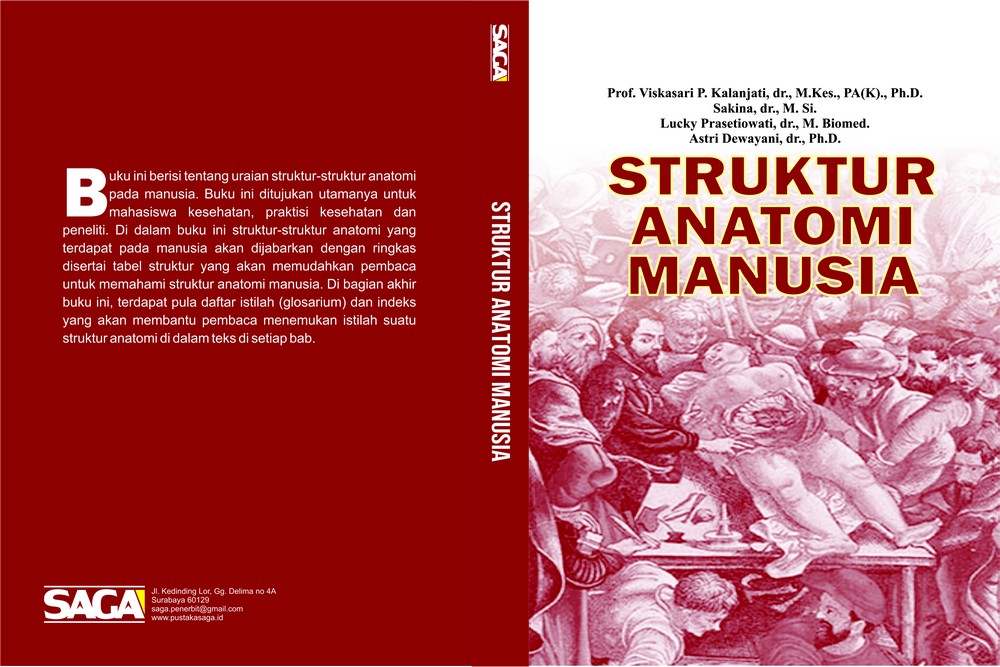 Buku ini berisi tentang uraian struktur-struktur anatomi
pada manusia. Buku ini ditujukan utamanya untuk
mahasiswa kesehatan, praktisi kesehatan dan
peneliti. Di dalam buku ini struktur-struktur anatomi yang
terdapat pada manusia akan dijabarkan dengan ringkas
disertai tabel struktur yang akan memudahkan pembaca
untuk memahami struktur anatomi manusia. Di bagian akhir
buku ini, terdapat pula daftar istilah (glosarium) dan indeks
yang akan membantu pembaca menemukan istilah suatu
struktur anatomi di dalam teks di setiap bab.
SAGA
Jl. Kedinding Lor, Gg. Delima no 4A
Surabaya 60129
saga.penerbit@gmail.com
www.pustakasaga.id
SAGA
STRUKTUR ANATOMI MANUSIA
Prof. Viskasari P. Kalanjati, dr., M.Kes., PA(K)., Ph.D.
Sakina, dr., M. Si.
Lucky Prasetiowati, dr., M. Biomed.
Astri Dewayani, dr., Ph.D.
STRUKTUR
ANATOMI
MANUSIA